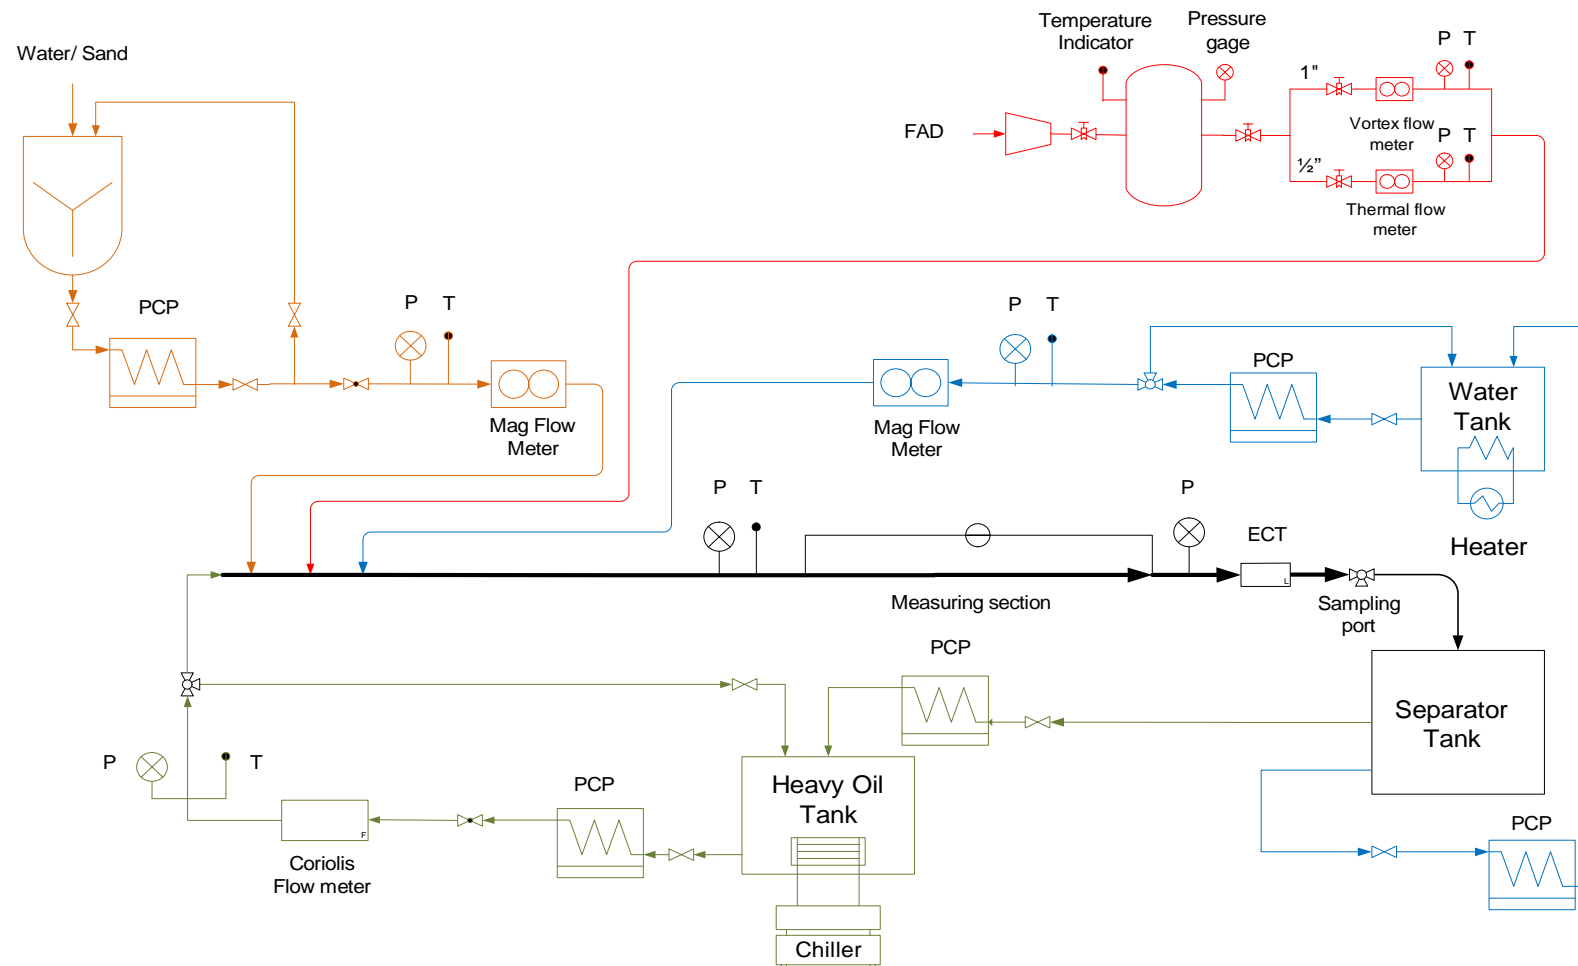 Temperature
Indicator
Pressure
gage
P
T
Water/ Sand
1"
FAD
Vortex flow
meter
P
T
½"
Thermal flow
meter
PCP
P
T
P
T
PCP
Water
Tank
Mag Flow
Meter
Mag Flow
Meter
P
T
P
ECT
Heater
L
Measuring section
Sampling
port
PCP
Separator
Tank
P
T
PCP
Heavy Oil
Tank
F
PCP
Coriolis
Flow meter
Chiller